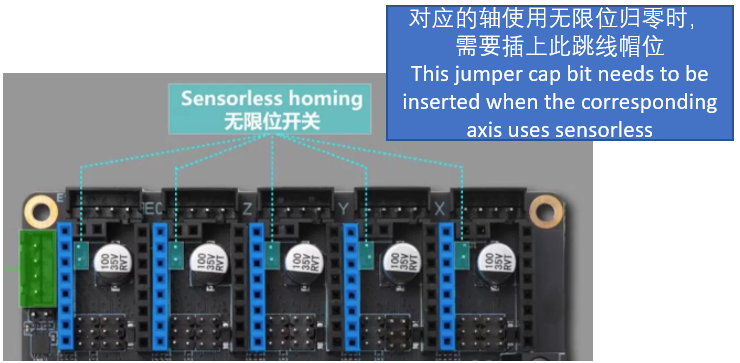 对应的轴使用无限位归零时，
需要插上此跳线帽位
This jumper cap bit needs to be
inserted when the corresponding
axis uses sensorless
Sensorless homing
无限位开关
E
E0
Z
Y
X
100
35V
RVT
100
35V
RVT
100
35V
RVT
100
35V
RVT
100
35V
RVT